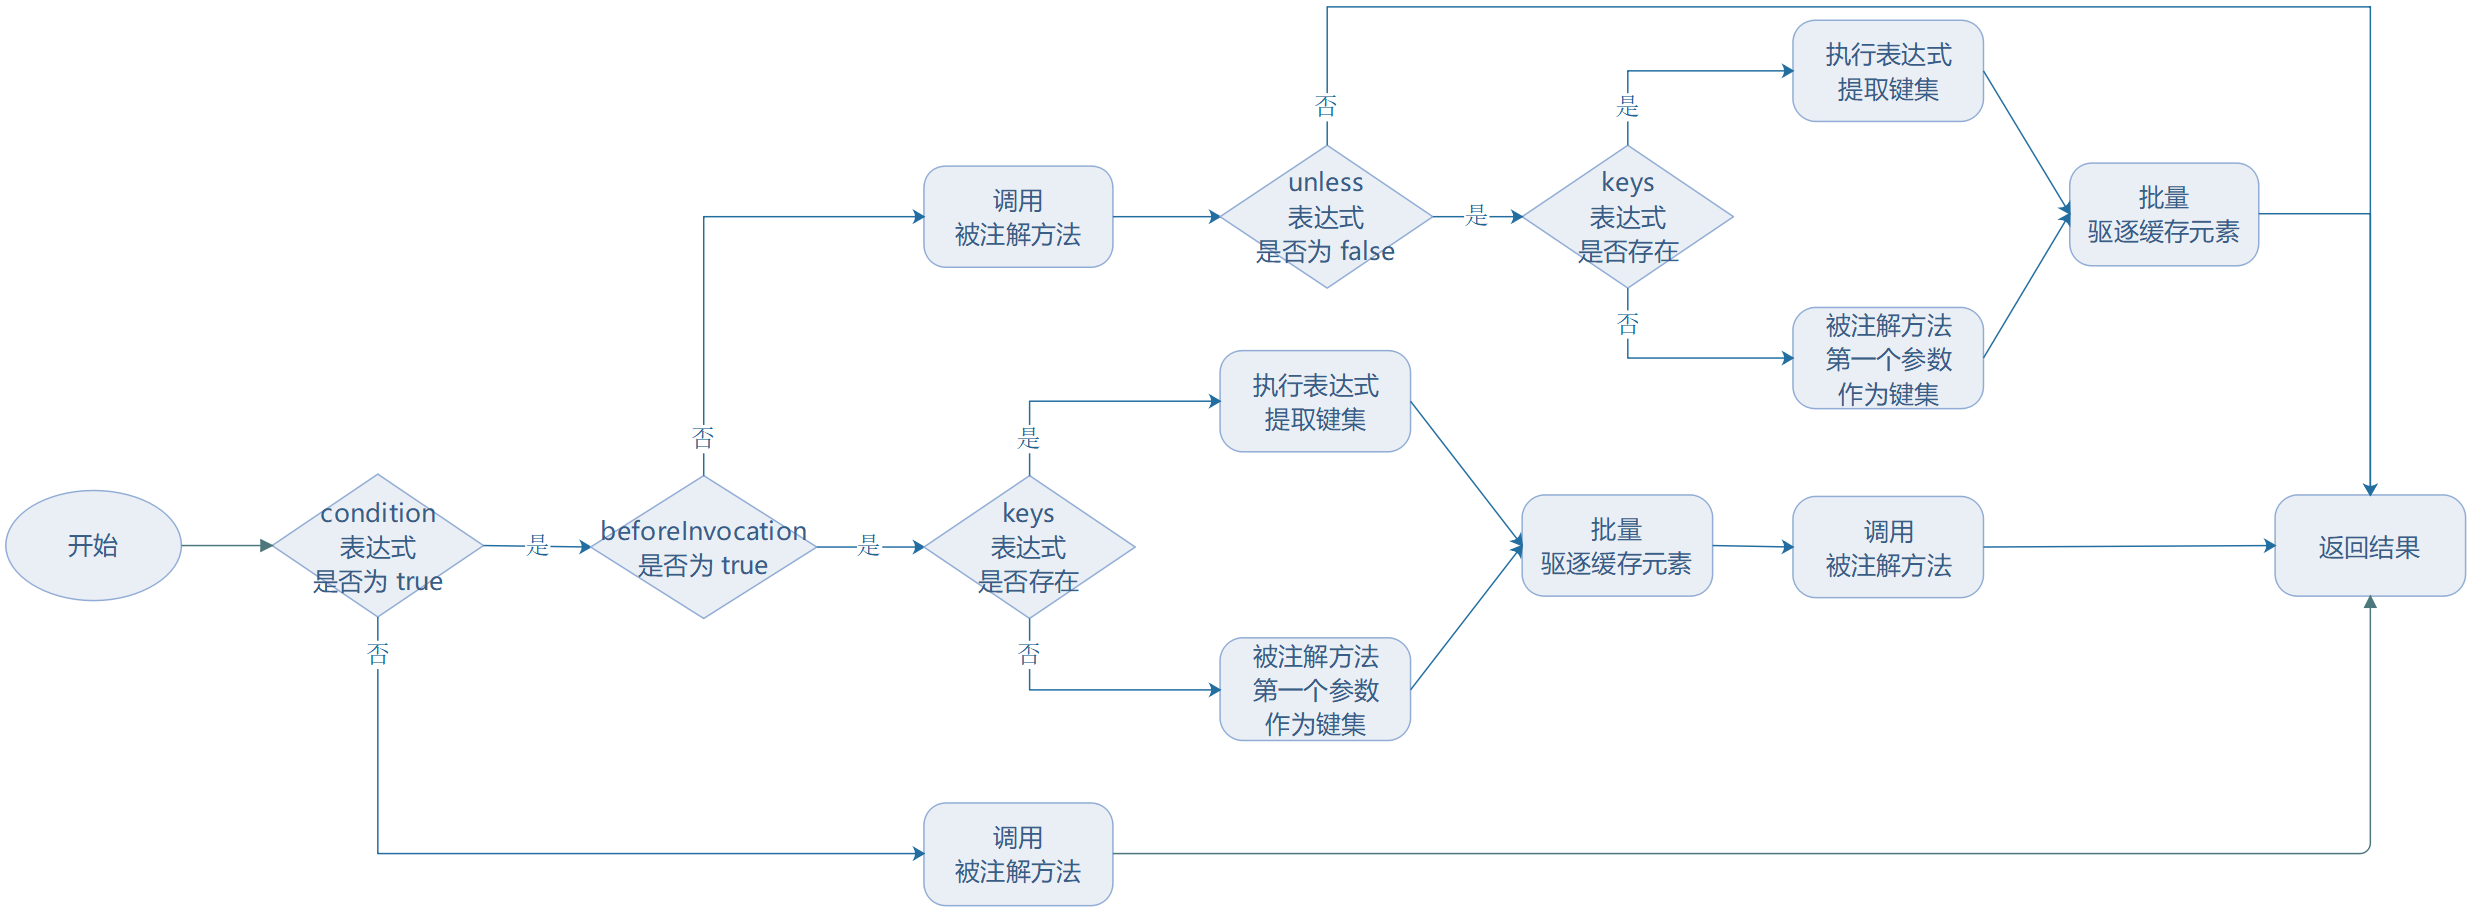 开始
condition
表达式
是否为 true
是
否
beforeInvocation
是否为 true
否
是
调用
被注解方法
unless
表达式
是否为 false
否
是
keys
表达式
是否存在
是
执行表达式
提取键集
否
被注解方法
第一个参数
作为键集
批量
驱逐缓存元素
keys
表达式
是否存在
是
执行表达式
提取键集
否
被注解方法
第一个参数
作为键集
批量
驱逐缓存元素
调用
被注解方法
返回结果
调用
被注解方法